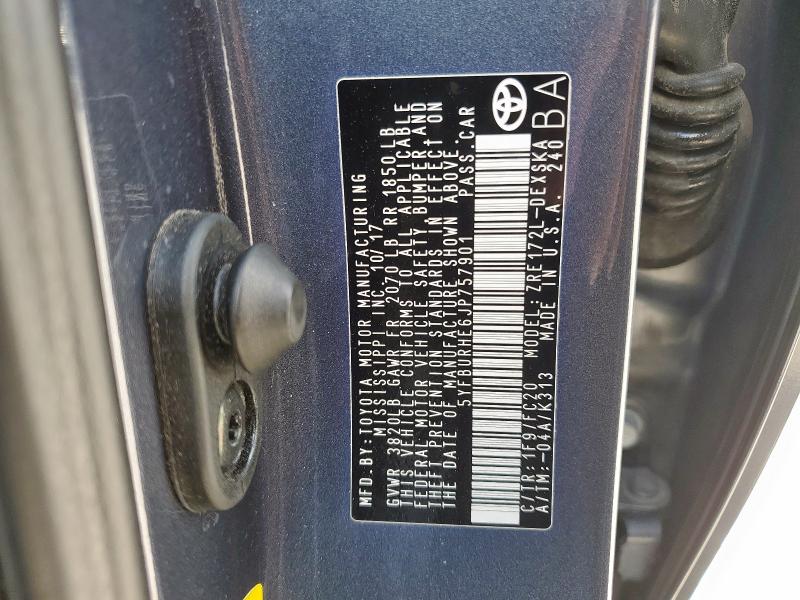 MFD.BY:TOYOTA MOTOR MANUFACTURING
MISSISSIPPI, INC. 10/17
GVWR 3820LB GAWR FR 2070 LB RR 1850 LB
THIS VEHICLE CONFORMS TO ALL APPLICABLE
FEDERAL MOTOR VEHICLE SAFETY, BUMPER, AND
THEFT PREVENTION STANDARDS IN EFFECT ON
THE DATE OF MANUFACTURE SHOWN ABOVE.
5YFBURHE6JP757901 PASS.CAR
C/TR:1F9/FC20 MODEL:ZRE172L-DEXSKA
A/TM:-04A/K313 MADE IN U.S.A. 240
BA